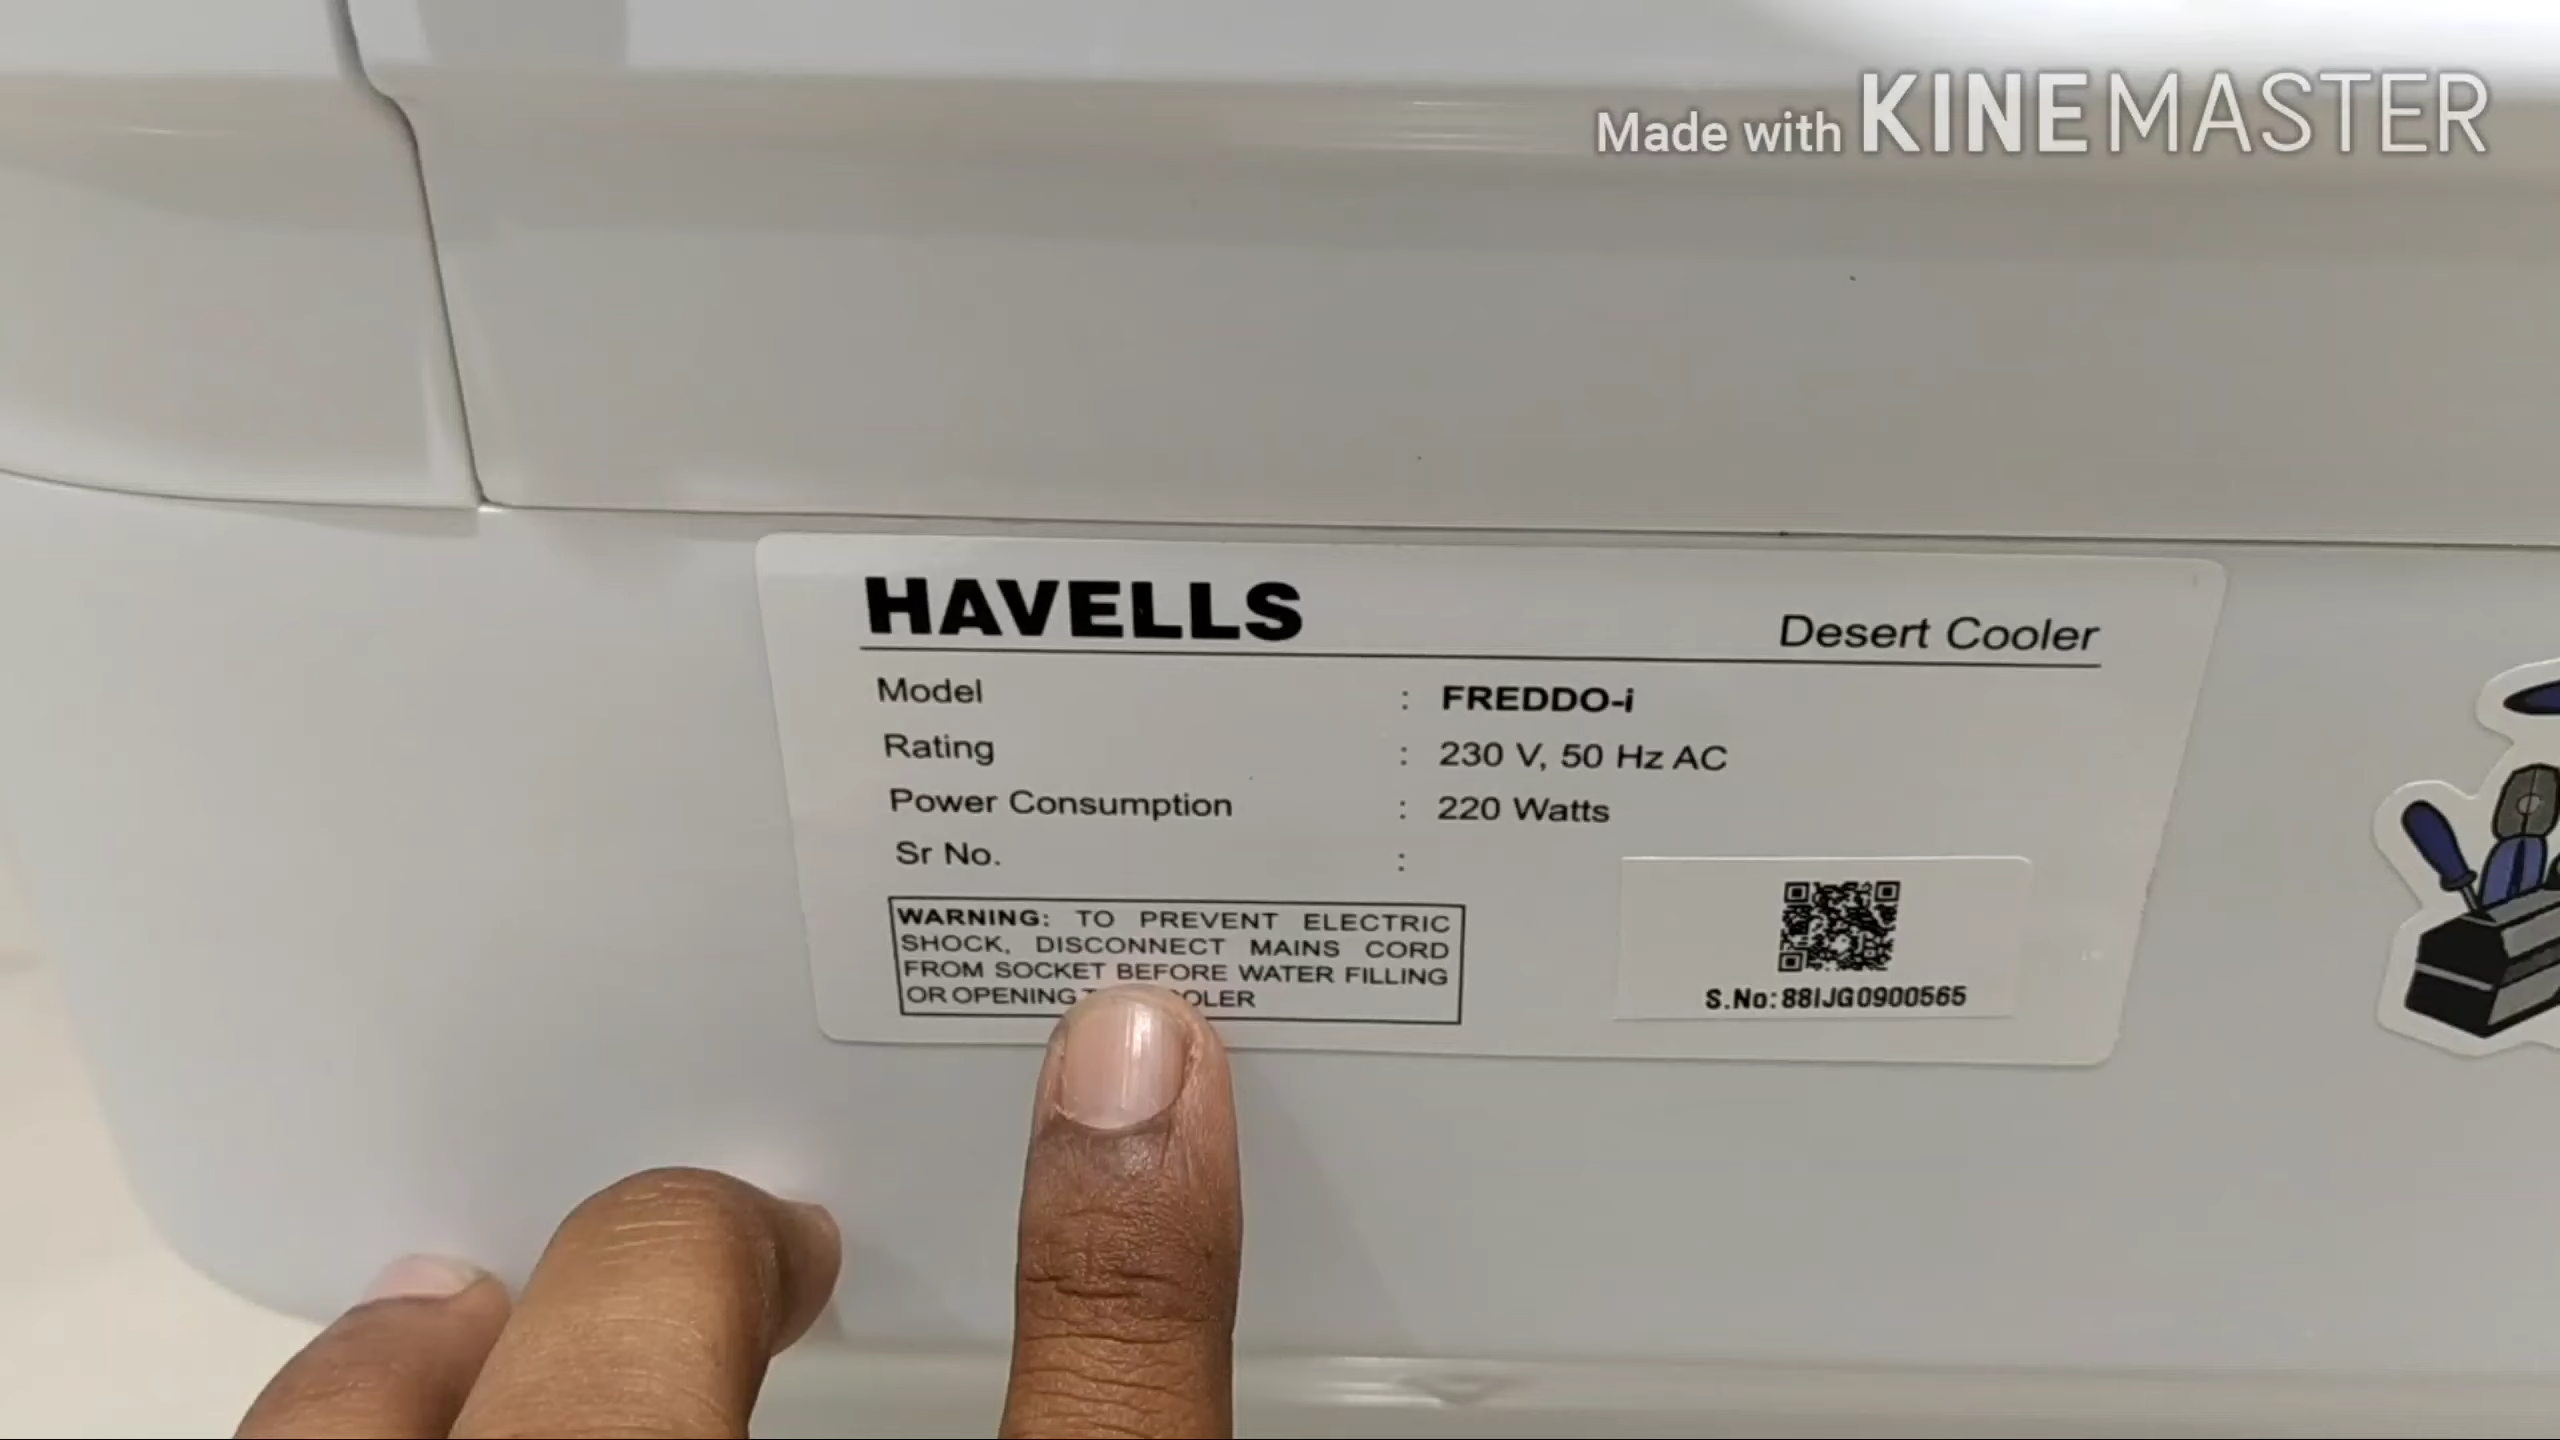 Made with KINEMASTER
HAVELLS
Desert Cooler
Model : FREDDO-i
Rating : 230 V, 50 Hz AC
Power Consumption : 220 Watts
Sr No. :
WARNING: TO PREVENT ELECTRIC
SHOCK, DISCONNECT MAINS CORD
FROM SOCKET BEFORE WATER FILLING
OR OPENING
S.No:88IJG0900565